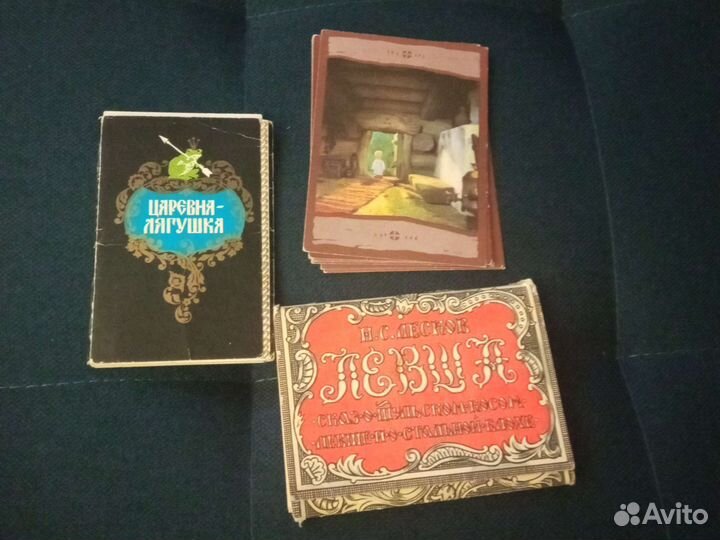 ЦАРЕВНА-
ЛЯГУШКА
Н. С. ЛЕСКОВ
ЛЕВША
СКАЗ·О·ТУЛЬСКОМ·КОСОМ·
ЛЕВШЕ·И·О·СТАЛЬНОЙ·БЛОХЕ
Avito